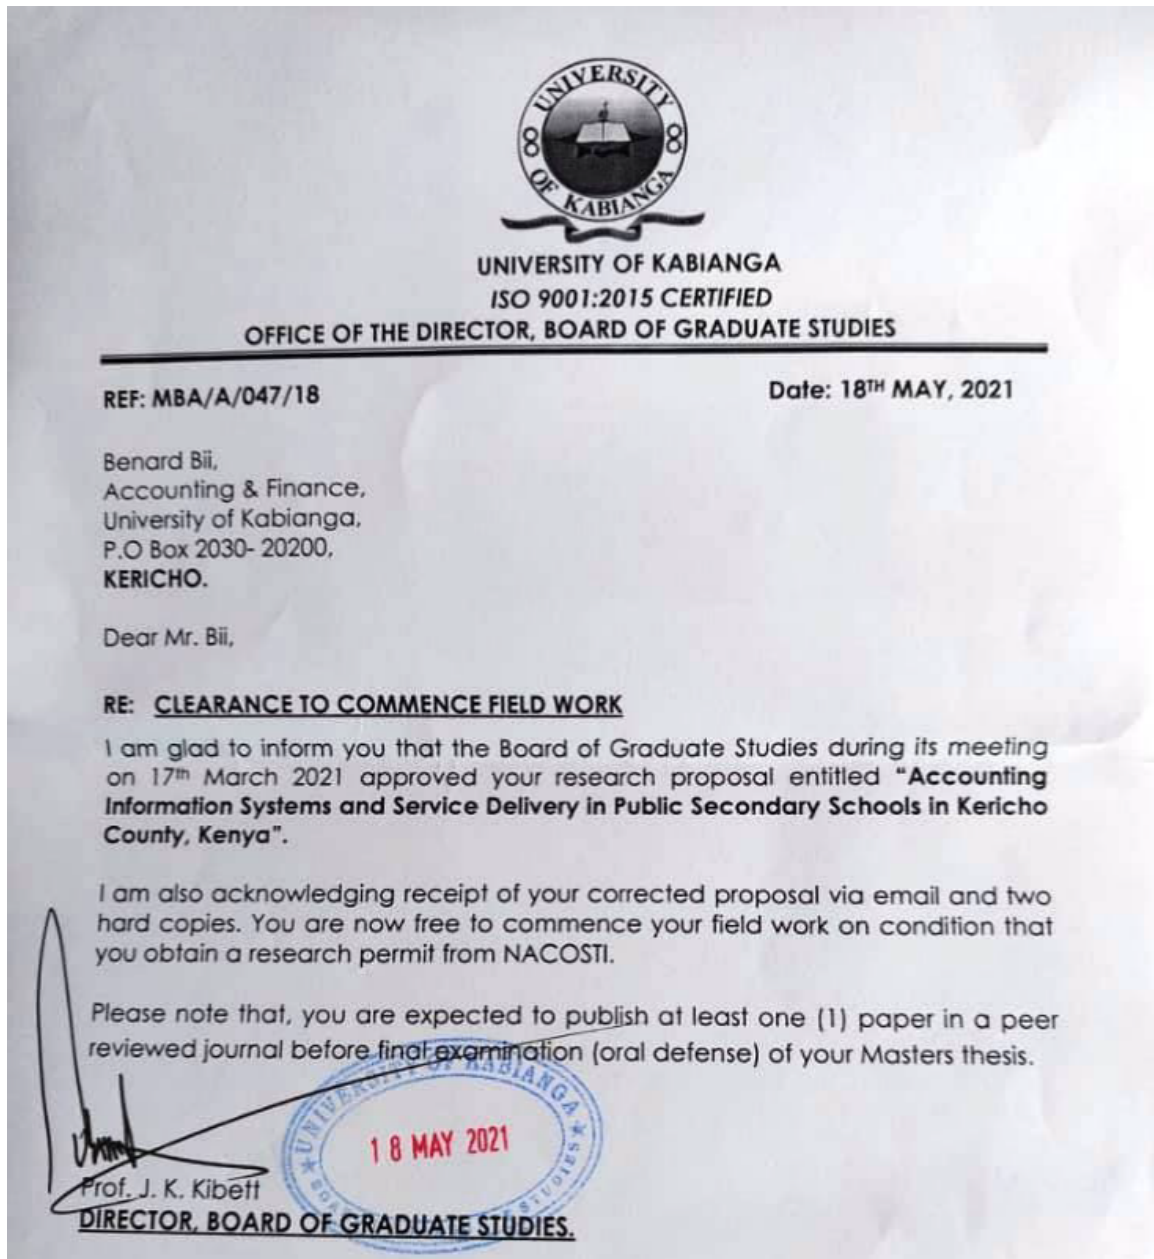 UNIVERSITY OF KABIANGA
UNIVERSITY OF KABIANGA
ISO 9001:2015 CERTIFIED
OFFICE OF THE DIRECTOR, BOARD OF GRADUATE STUDIES
REF: MBA/A/047/18
Date: 18TH MAY, 2021
Benard Bii,
Accounting & Finance,
University of Kabianga,
P.O Box 2030- 20200,
KERICHO.
Dear Mr. Bii,
RE: CLEARANCE TO COMMENCE FIELD WORK
I am glad to inform you that the Board of Graduate Studies during its meeting
on 17th March 2021 approved your research proposal entitled "Accounting
Information Systems and Service Delivery in Public Secondary Schools in Kericho
County, Kenya".
I am also acknowledging receipt of your corrected proposal via email and two
hard copies. You are now free to commence your field work on condition that
you obtain a research permit from NACOSTI.
Please note that, you are expected to publish at least one (1) paper in a peer
reviewed journal before final examination (oral defense) of your Masters thesis.
UNIVERSITY OF KABIANGA
18 MAY 2021
STUDIES
Prof. J. K. Kibett
DIRECTOR, BOARD OF GRADUATE STUDIES.